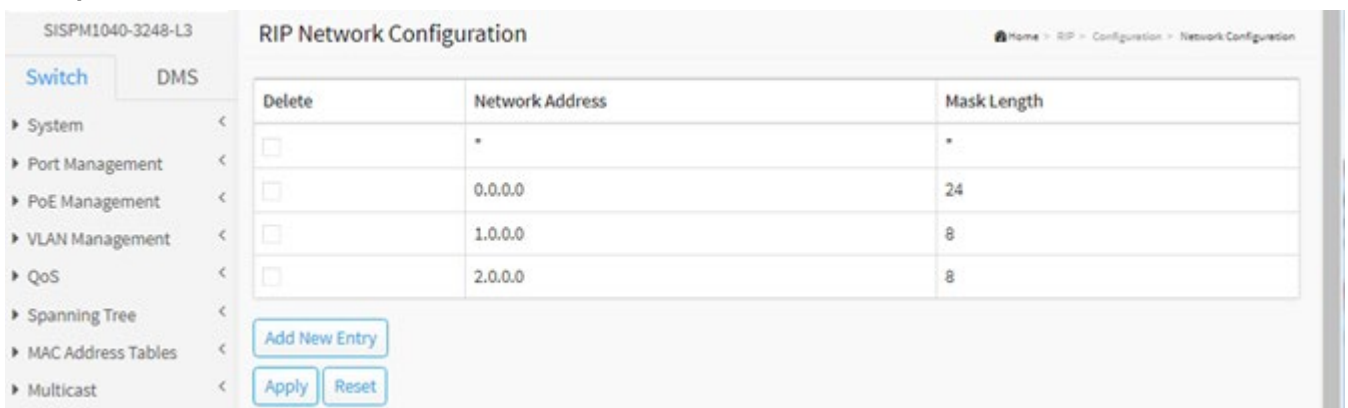 SISPM1040-3248-L3
RIP Network Configuration
Home > RIP > Configuration > Network Configuration
Switch DMS
Delete Network Address Mask Length
System
* *
Port Management
0.0.0.0 24
PoE Management
1.0.0.0 8
VLAN Management
2.0.0.0 8
QoS
Spanning Tree
Add New Entry
MAC Address Tables
Multicast
Apply Reset